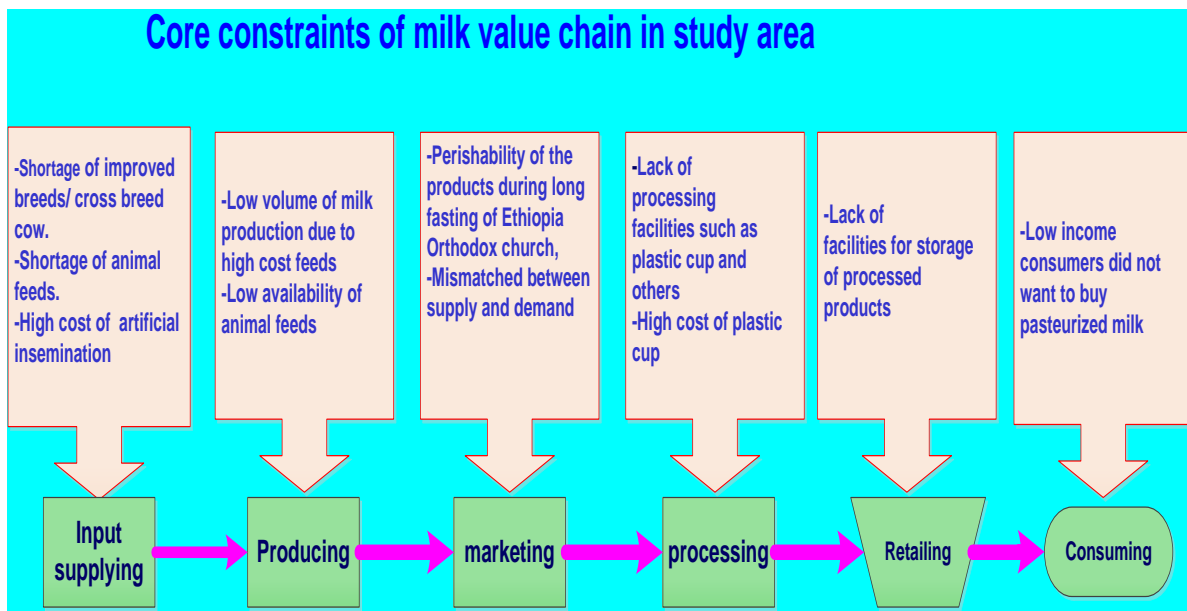 Core constraints of milk value chain in study area
-Shortage of improved
breeds/ cross breed
cow.
-Shortage of animal
feeds.
-High cost of artificial
insemination
-Low volume of milk
production due to
high cost feeds
-Low availability of
animal feeds
-Perishability of the
products during long
fasting of Ethiopia
Orthodox church,
-Mismatched between
supply and demand
-Lack of
processing
facilities such as
plastic cup and
others
-High cost of plastic
cup
-Lack of
facilities for storage
of processed
products
-Low income
consumers did not
want to buy
pasteurized milk
Input
supplying
Producing
marketing
processing
Retailing
Consuming